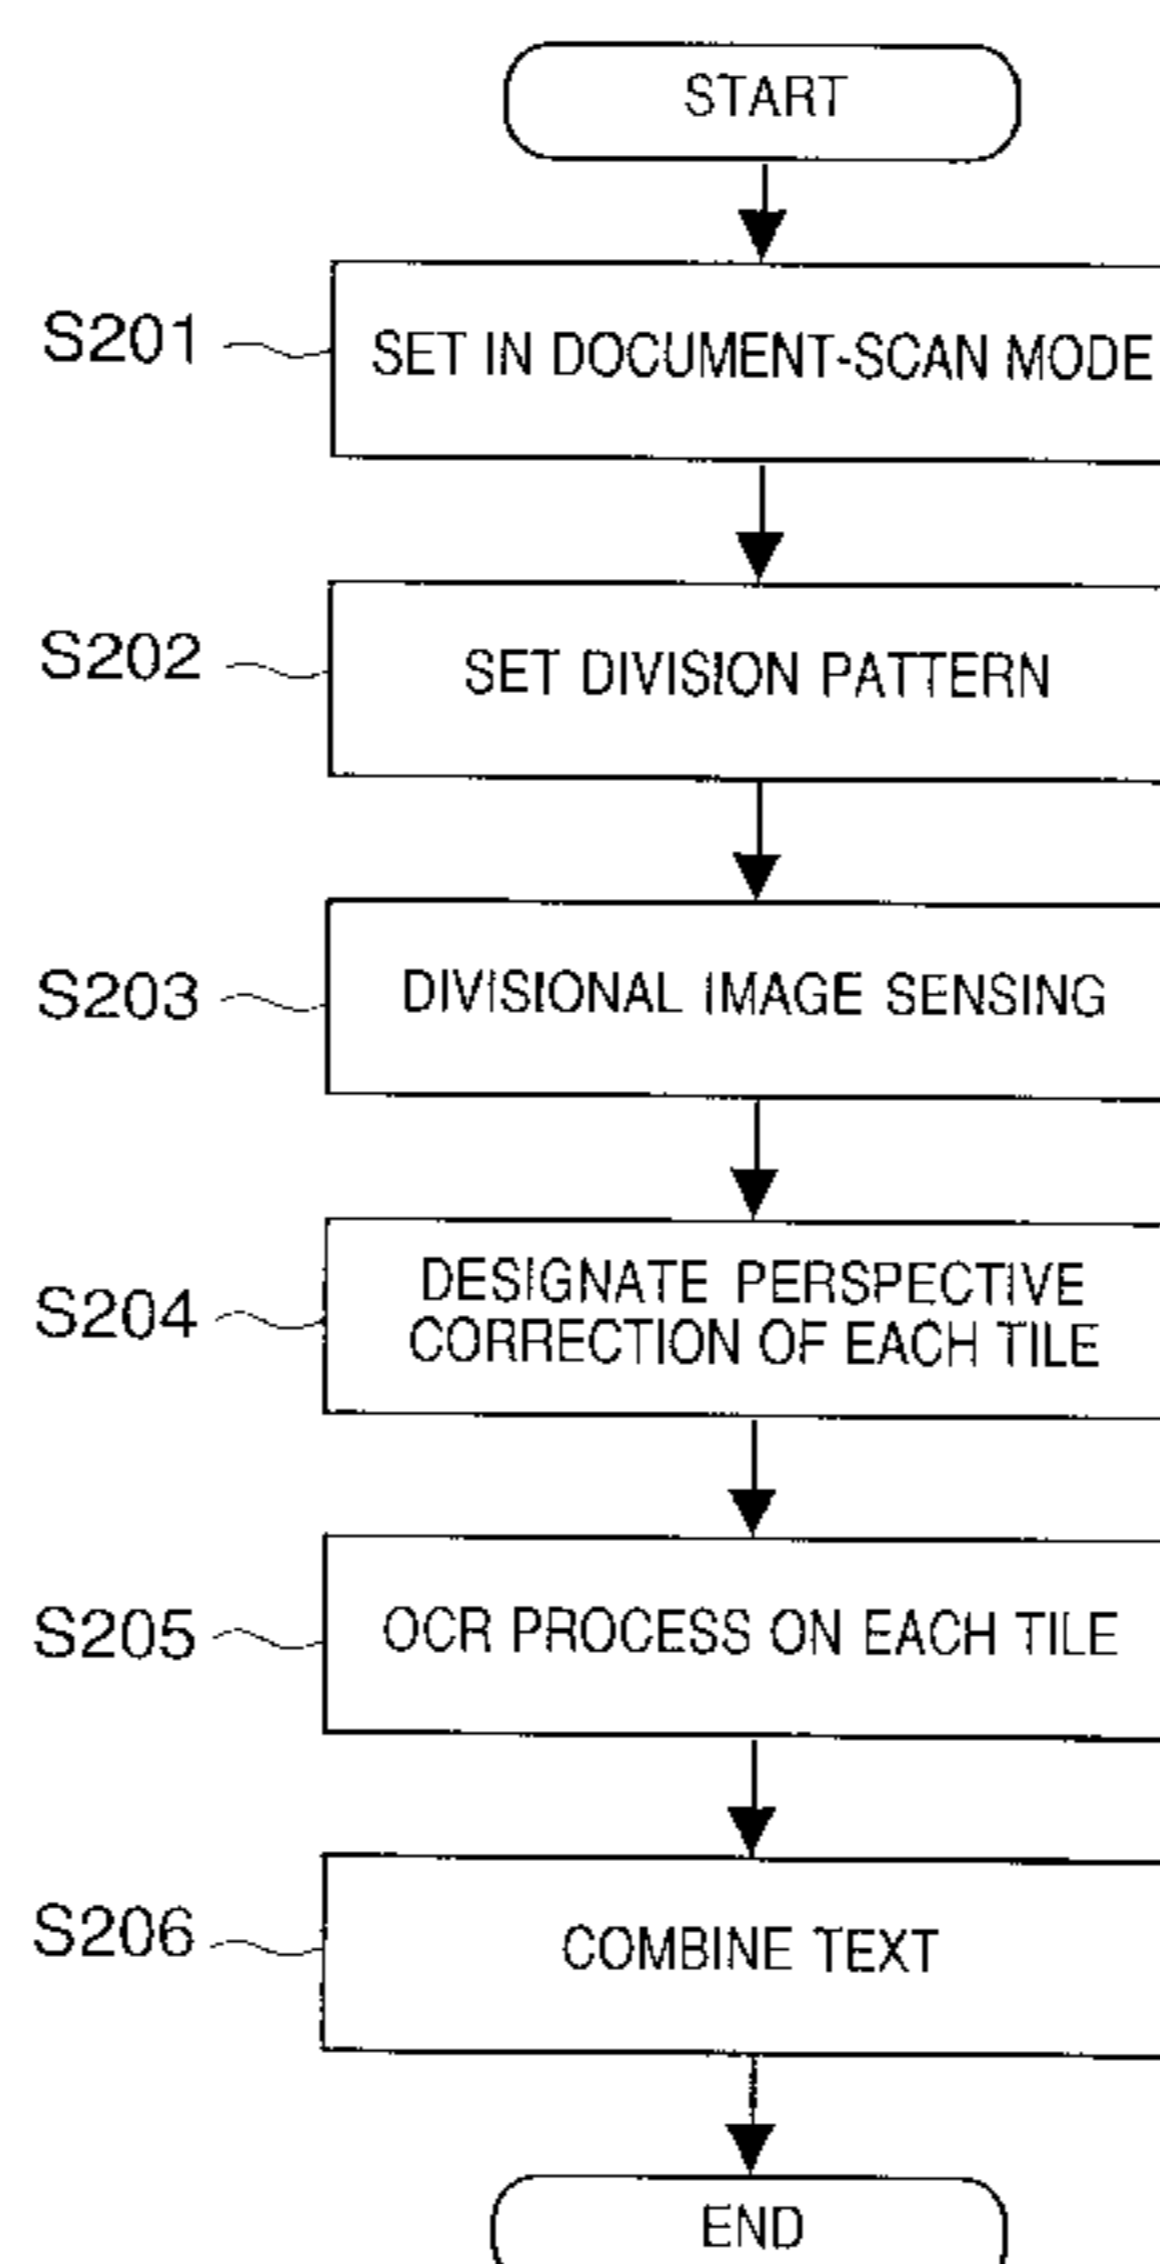 START
S201 SET IN DOCUMENT-SCAN MODE
S202 SET DIVISION PATTERN
S203 DIVISIONAL IMAGE SENSING
S204 DESIGNATE PERSPECTIVE
CORRECTION OF EACH TILE
S205 OCR PROCESS ON EACH TILE
S206 COMBINE TEXT
END